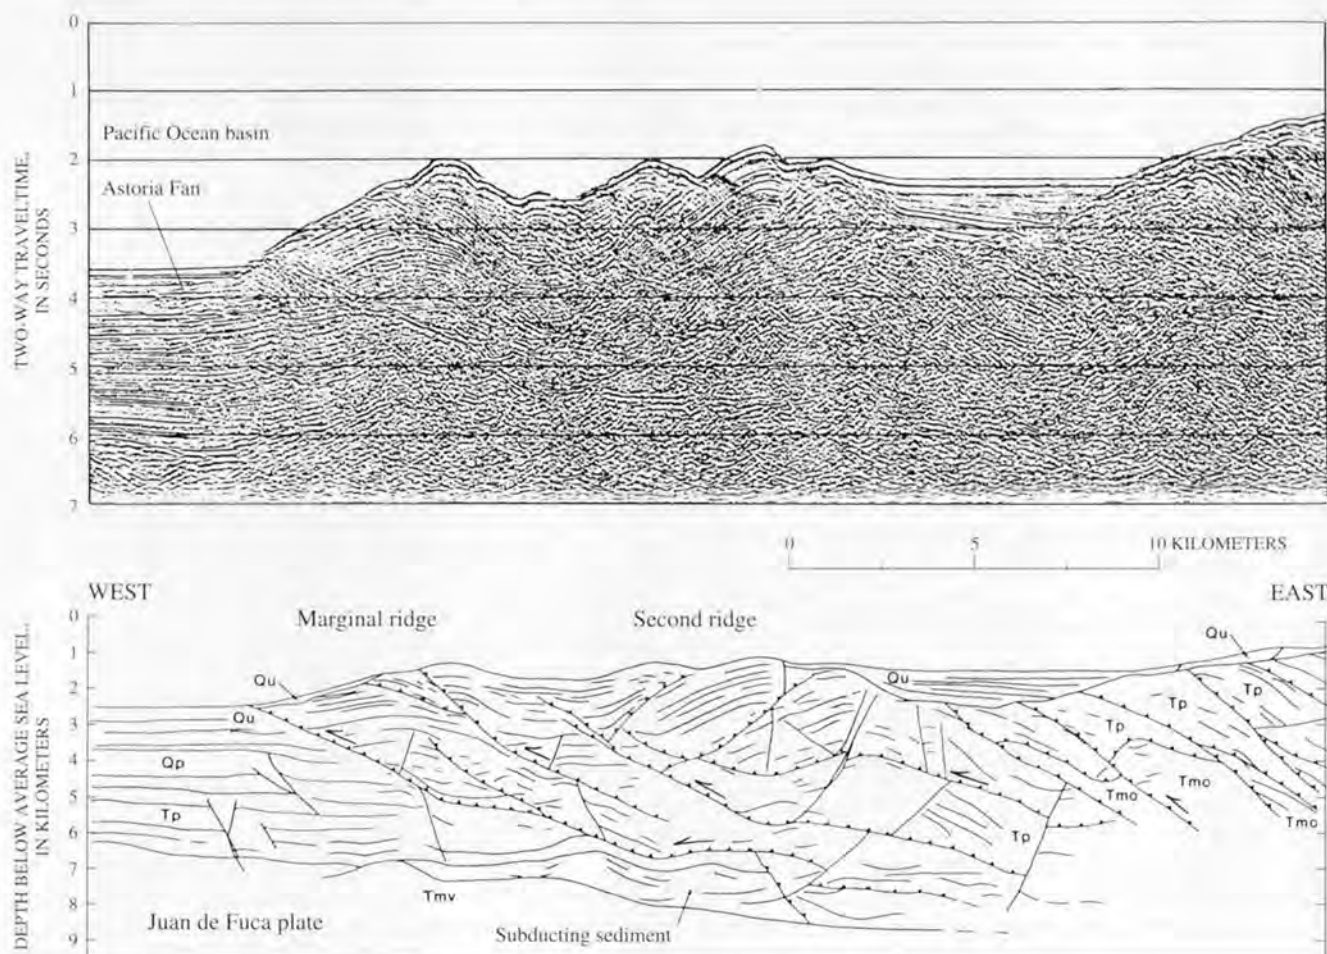 0
1
Pacific Ocean basin
2
Astoria Fan
3
4
5
6
7
TWO-WAY TRAVELTIME,
IN SECONDS
0 5 10 KILOMETERS
WEST EAST
Marginal ridge Second ridge
0
1
2
3
4
5
6
7
8
9
DEPTH BELOW AVERAGE SEA LEVEL,
IN KILOMETERS
Qu
Qu
Qu
Qu
Qp
Tp
Tp
Tp
Tp
Tp
Tmo
Tmo
Tmo
Tmv
Juan de Fuca plate
Subducting sediment